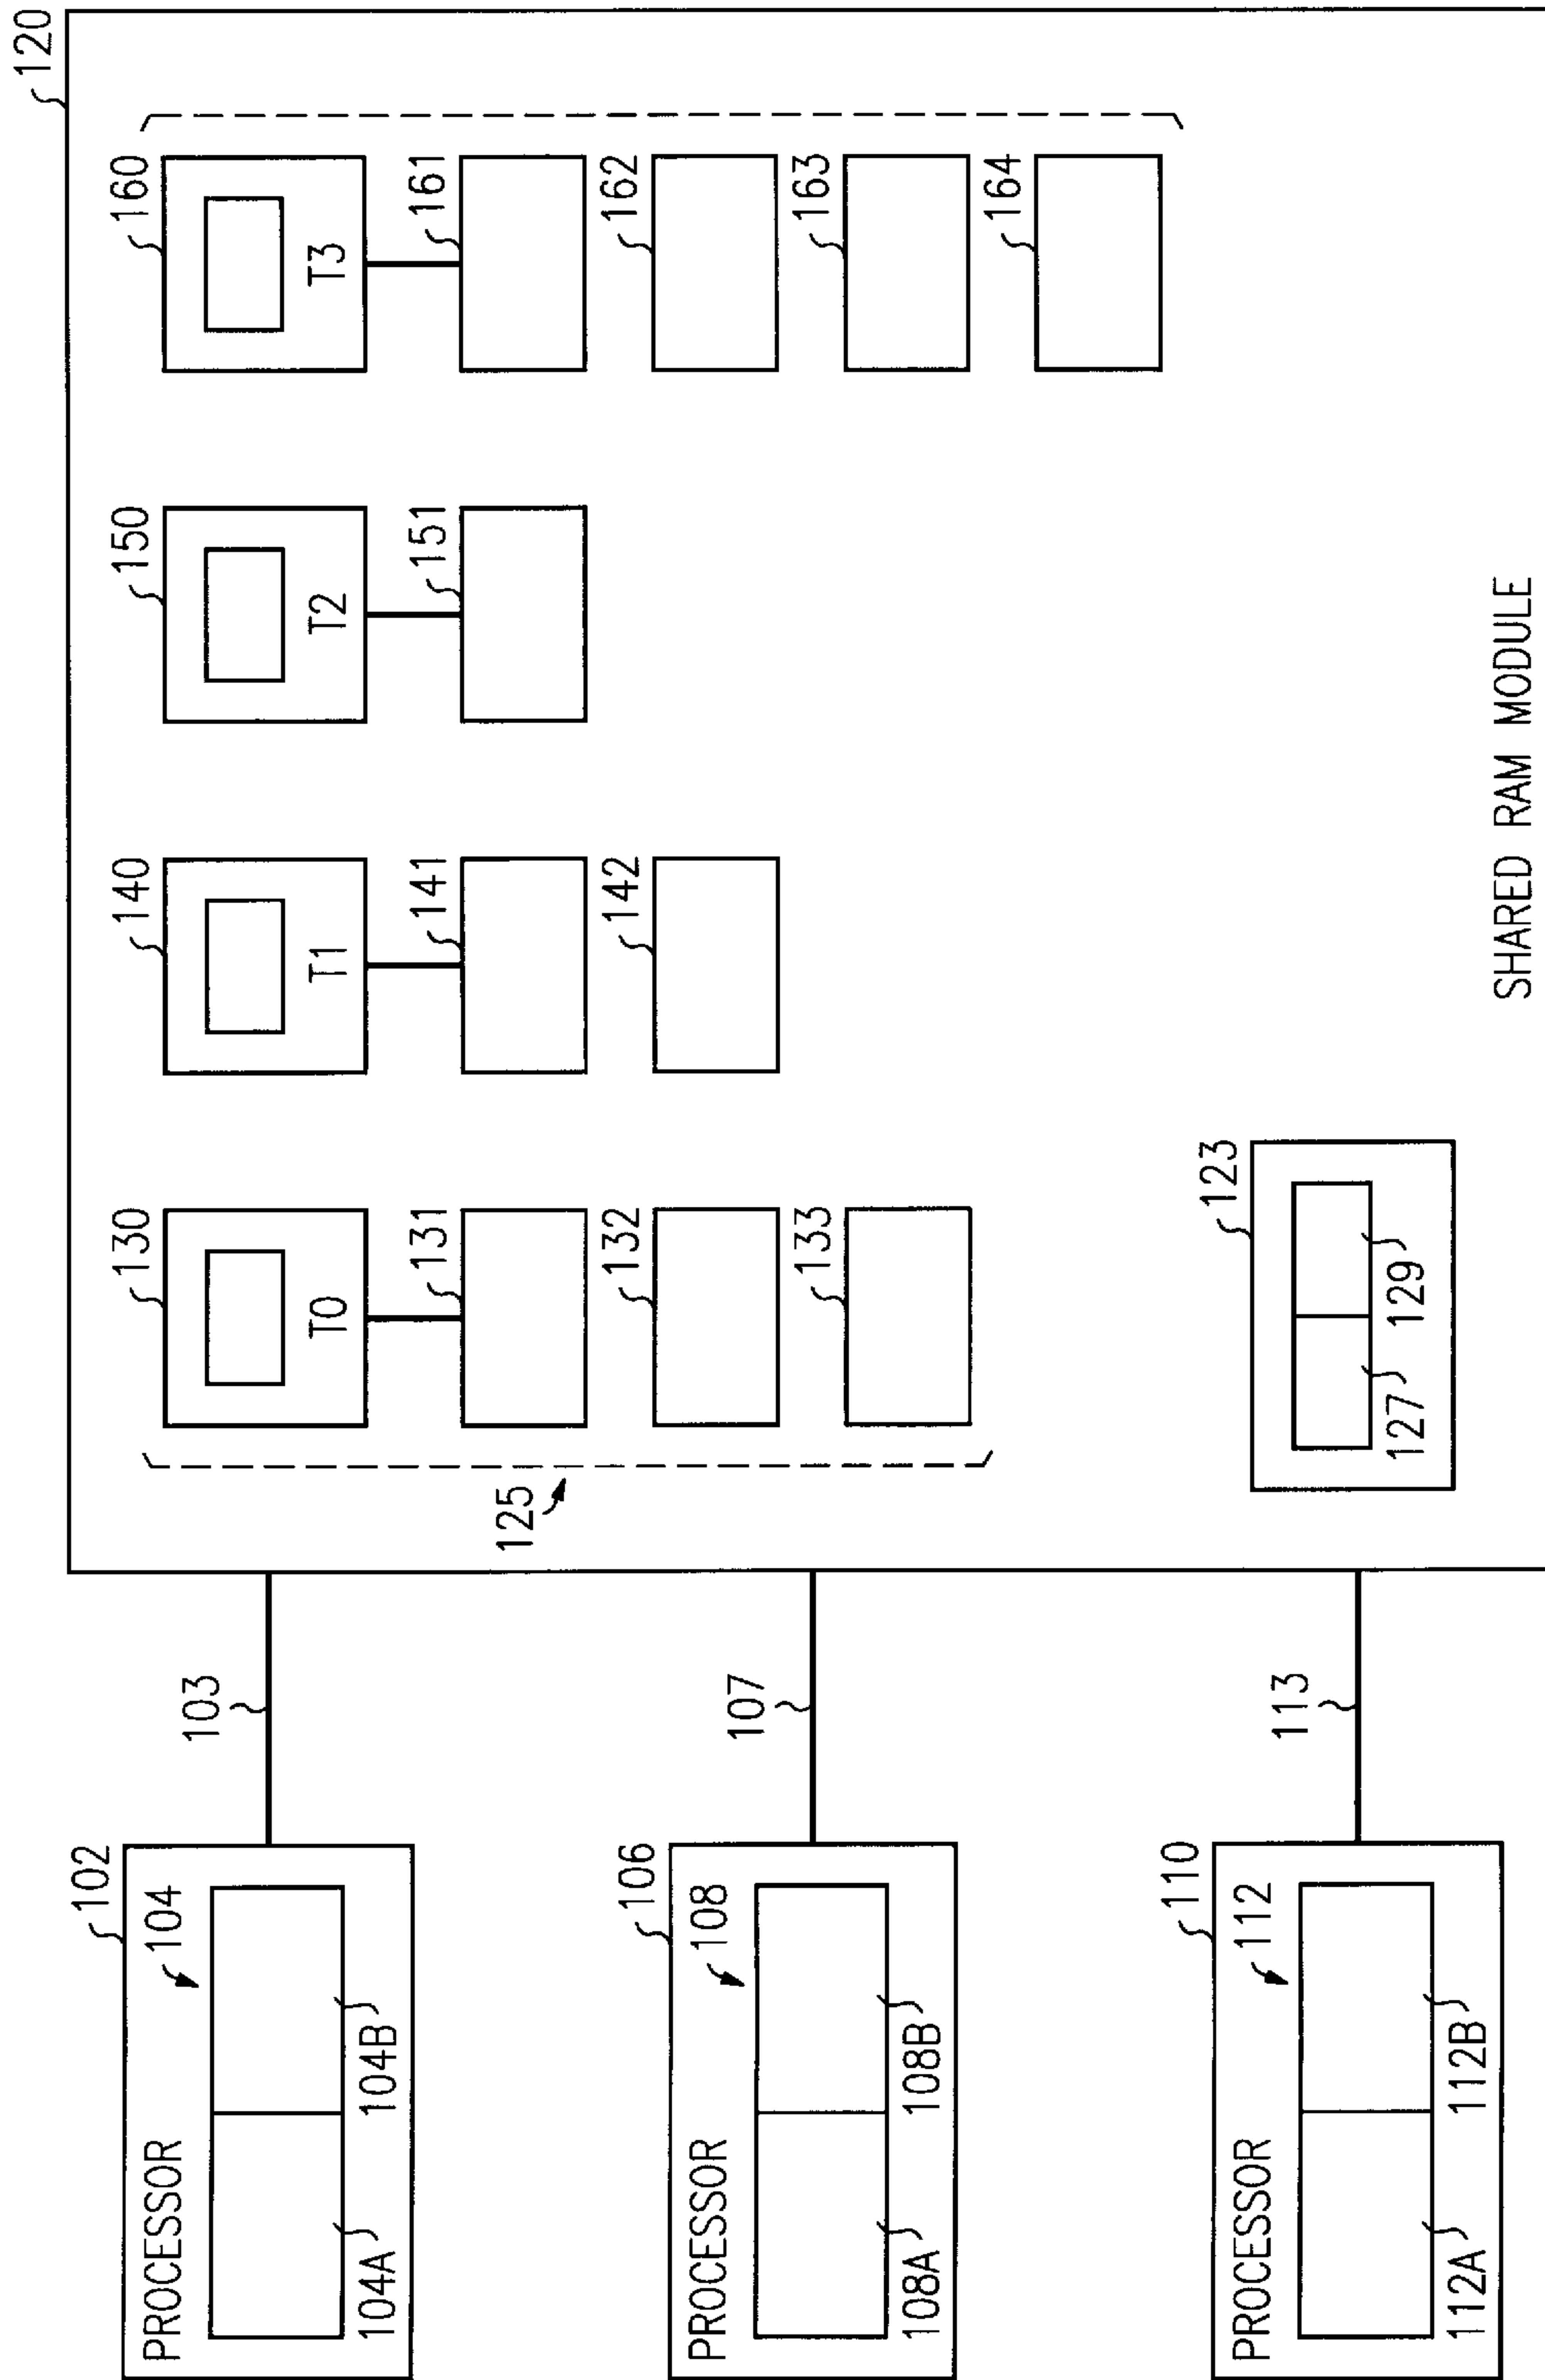 120
102
PROCESSOR
104
104A
104B
103
106
PROCESSOR
108
108A
108B
107
110
PROCESSOR
112
112A
112B
113
125
130
T0
131
132
133
140
T1
141
142
150
T2
151
160
T3
161
162
163
164
123
127
129
SHARED RAM MODULE